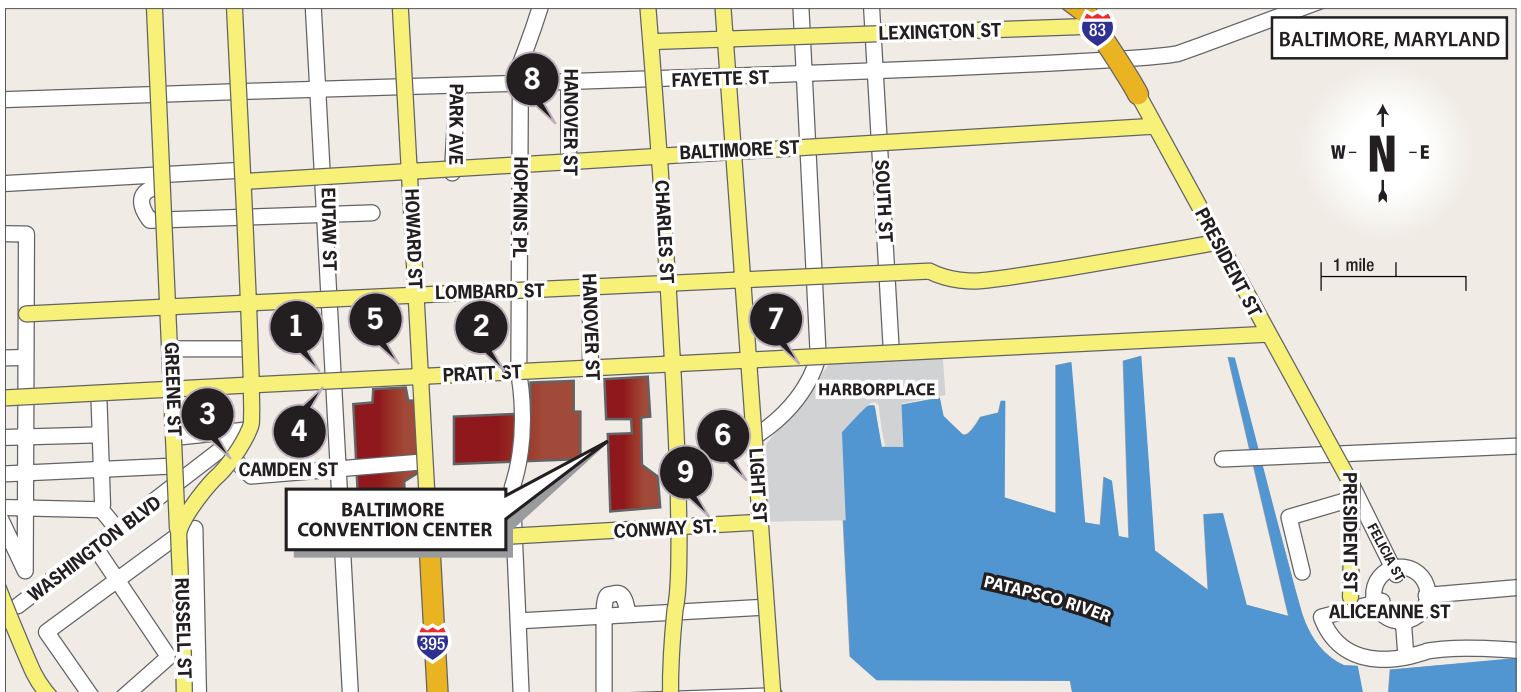 LEXINGTON ST
83
BALTIMORE, MARYLAND
8
HANOVER ST
FAYETTE ST
PARK AVE
W- N -E
BALTIMORE ST
HOPKINS PL
SOUTH ST
EUTAW ST
HOWARD ST
CHARLES ST
PRESIDENT ST
1 mile
LOMBARD ST
HANOVER ST
1
5
2
7
GREENE ST
PRATT ST
HARBORPLACE
3
4
6
CAMDEN ST
9
LIGHT ST
BALTIMORE
CONVENTION CENTER
CONWAY ST.
WASHINGTON BLVD
PRESIDENT ST
FELICIA ST
PATAPSCO RIVER
ALICEANNE ST
RUSSELL ST
395